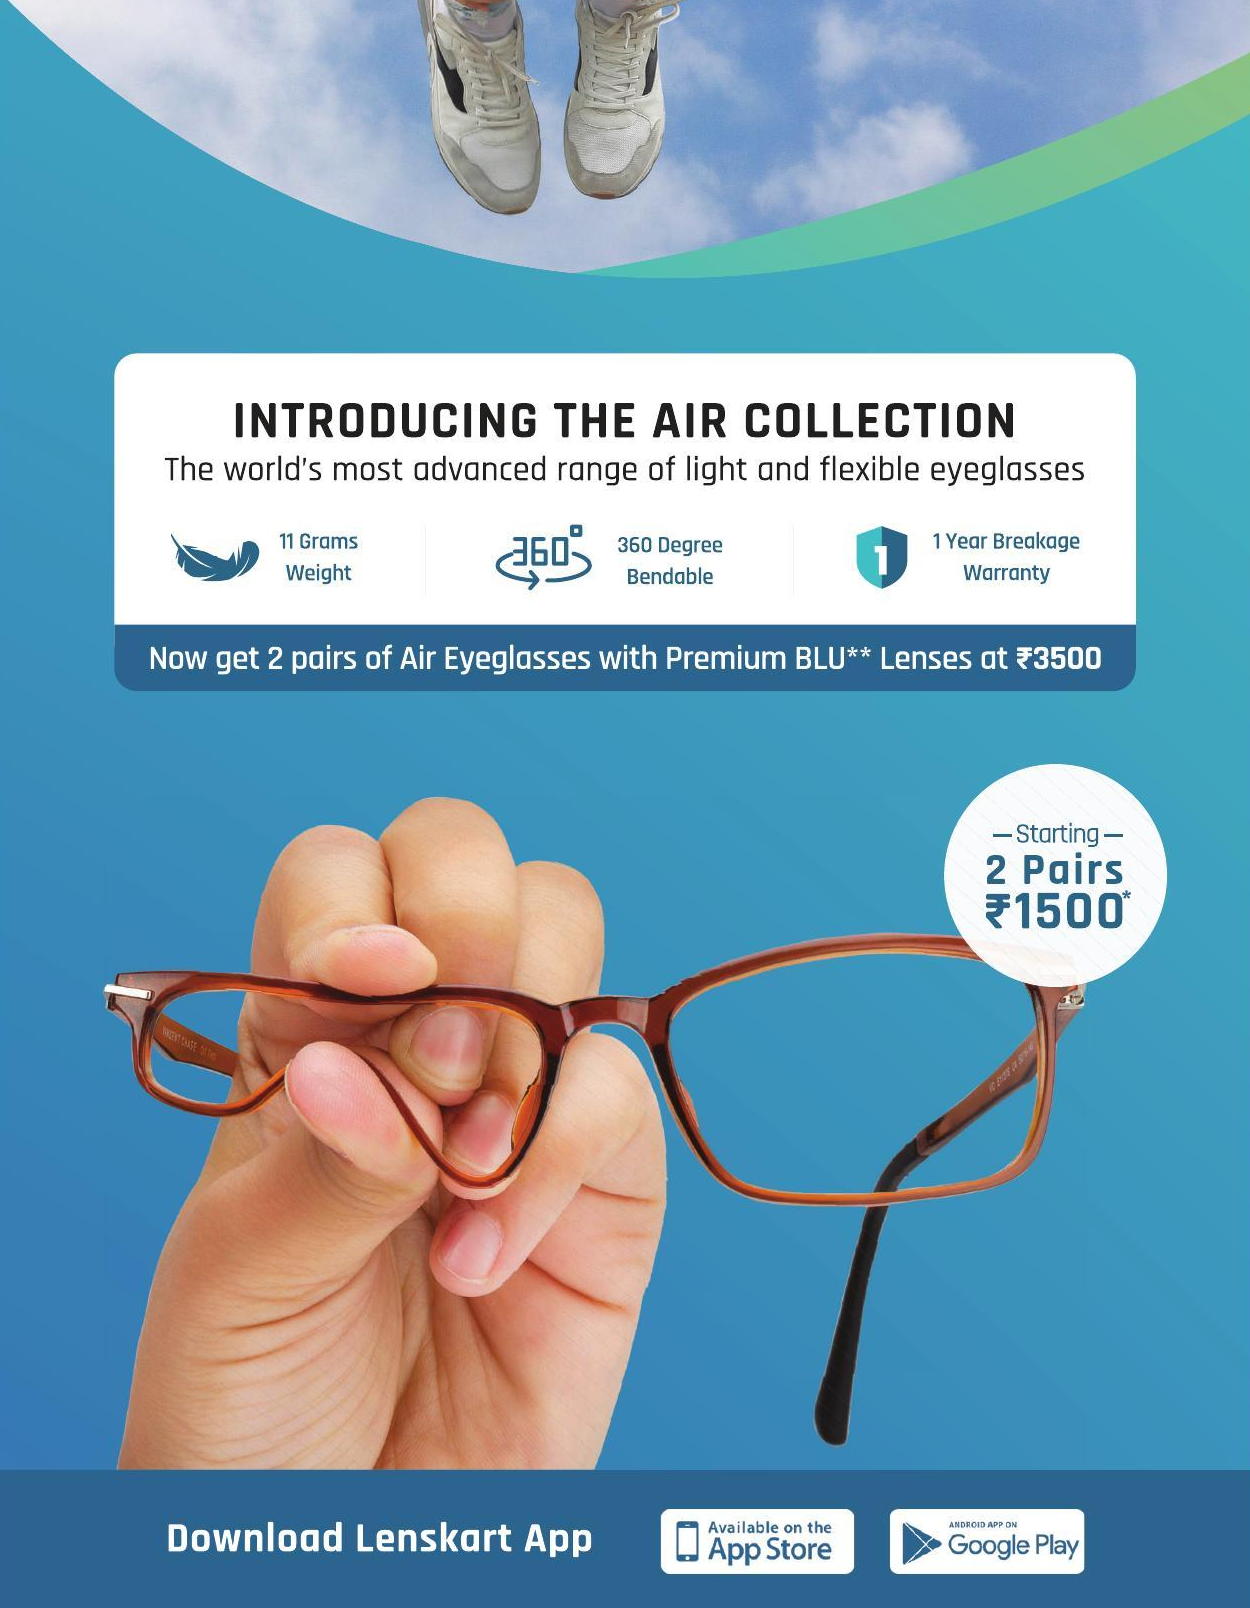 INTRODUCING THE AIR COLLECTION
The world's most advanced range of light and flexible eyeglasses
11 Grams
Weight
360°
360 Degree
Bendable
1
1 Year Breakage
Warranty
Now get 2 pairs of Air Eyeglasses with Premium BLU** Lenses at ₹3500
Starting
2 Pairs
₹1500*
VINCENT CHASE
Download Lenskart App
Available on the
App Store
ANDROID APP ON
Google Play